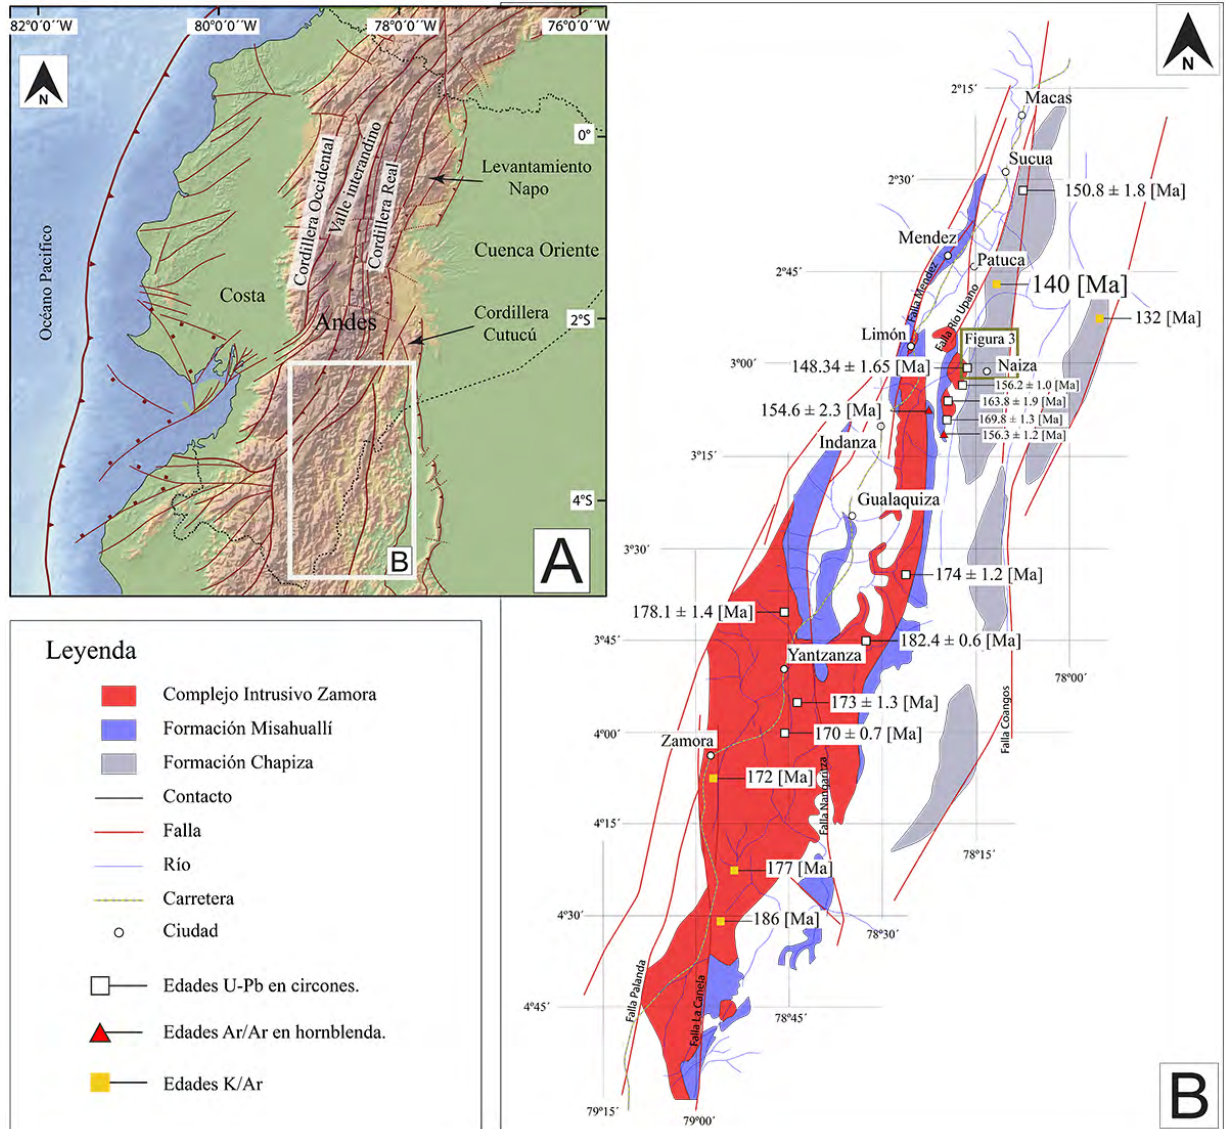 82°0´0´´W
80°0´0´´W
78°0´0´´W
76°0´0´´W
N
0°
2°S
4°S
Océano Pacífico
Costa
Cordillera Occidental
Valle interandino
Cordillera Real
Levantamiento
Napo
Cuenca Oriente
Cordillera
Cutucú
Andes
B
A
Leyenda
Complejo Intrusivo Zamora
Formación Misahuallí
Formación Chapiza
Contacto
Falla
Río
Carretera
Ciudad
Edades U-Pb en circones.
Edades Ar/Ar en hornblenda.
Edades K/Ar
N
2°15´
Macas
Sucua
2°30´
150.8 ± 1.8 [Ma]
Mendez
Patuca
2°45´
140 [Ma]
Falla Mendez
Falla Río Upano
132 [Ma]
Limón
Figura 3
3°00´
148.34 ± 1.65 [Ma]
Naiza
156.2 ± 1.0 [Ma]
163.8 ± 1.9 [Ma]
154.6 ± 2.3 [Ma]
169.8 ± 1.3 [Ma]
156.3 ± 1.2 [Ma]
Indanza
3°15´
Gualaquiza
3°30´
174 ± 1.2 [Ma]
178.1 ± 1.4 [Ma]
3°45´
182.4 ± 0.6 [Ma]
Yantzanza
78°00´
173 ± 1.3 [Ma]
Falla Coangos
4°00´
170 ± 0.7 [Ma]
Zamora
172 [Ma]
Falla Nangaritza
4°15´
78°15´
177 [Ma]
4°30´
186 [Ma]
78°30´
Falla Palanda
Falla La Canela
4°45´
78°45´
79°15´
79°00´
B